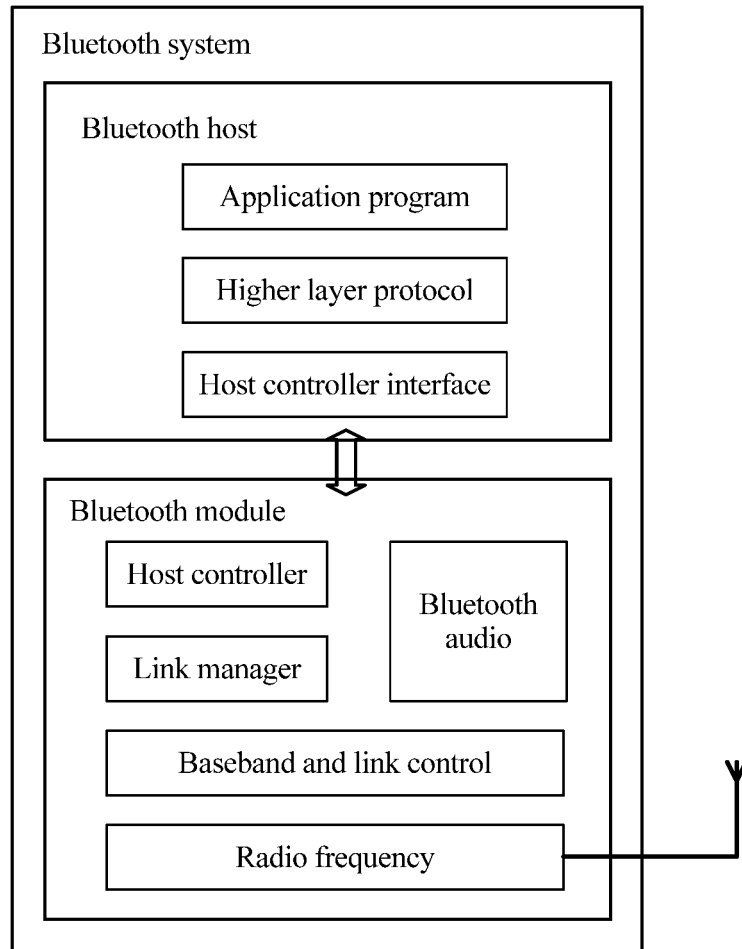 Bluetooth system
Bluetooth host
Application program
Higher layer protocol
Host controller interface
Bluetooth module
Host controller
Bluetooth
audio
Link manager
Baseband and link control
Radio frequency